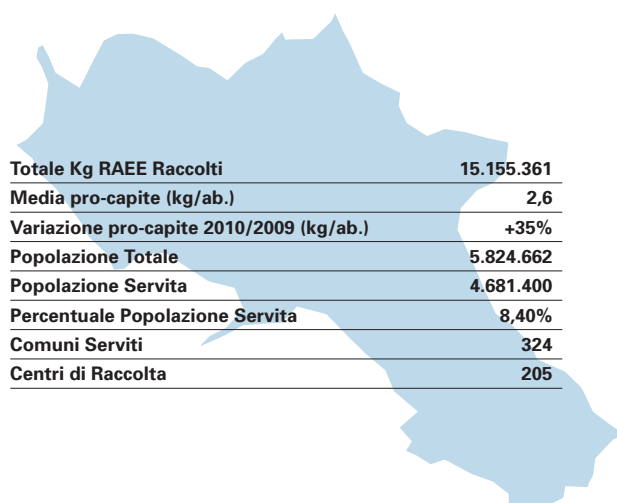 Totale Kg RAEE Raccolti 15.155.361
Media pro-capite (kg/ab.) 2,6
Variazione pro-capite 2010/2009 (kg/ab.) +35%
Popolazione Totale 5.824.662
Popolazione Servita 4.681.400
Percentuale Popolazione Servita 8,40%
Comuni Serviti 324
Centri di Raccolta 205